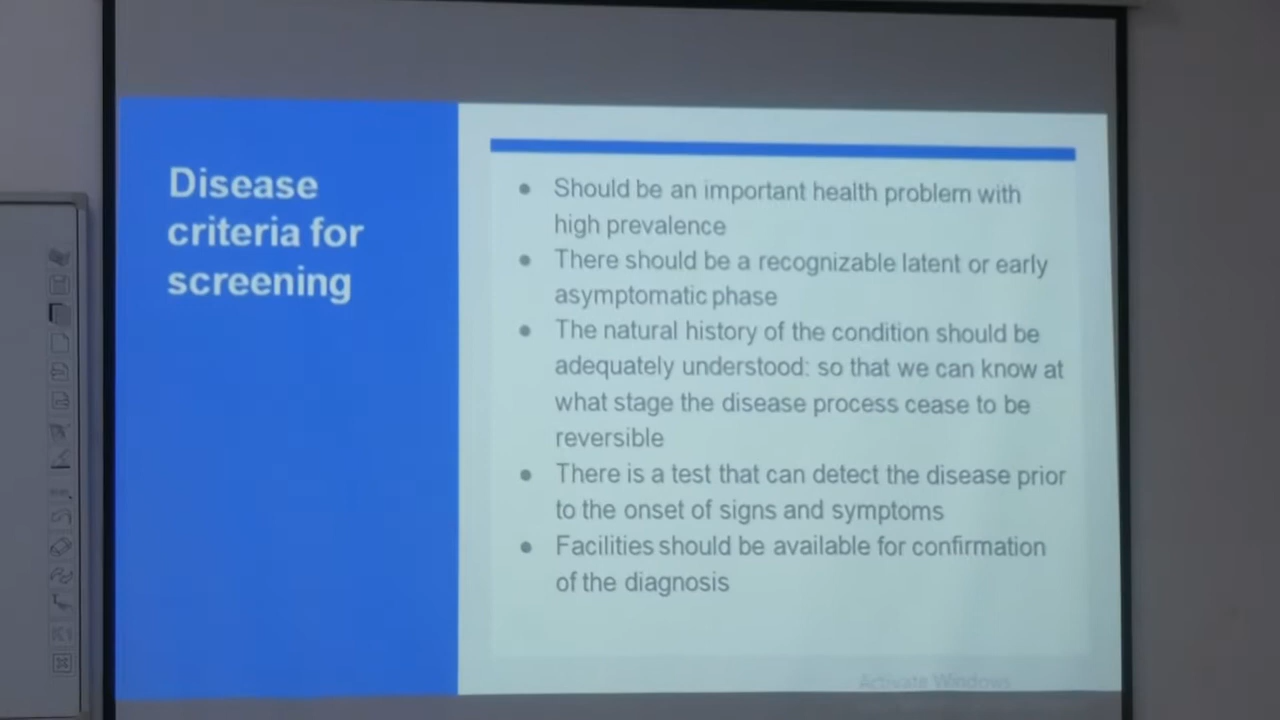 Disease
criteria for
screening
● Should be an important health problem with
high prevalence
● There should be a recognizable latent or early
asymptomatic phase
● The natural history of the condition should be
adequately understood: so that we can know at
what stage the disease process cease to be
reversible
● There is a test that can detect the disease prior
to the onset of signs and symptoms
● Facilities should be available for confirmation
of the diagnosis
Activate Windows